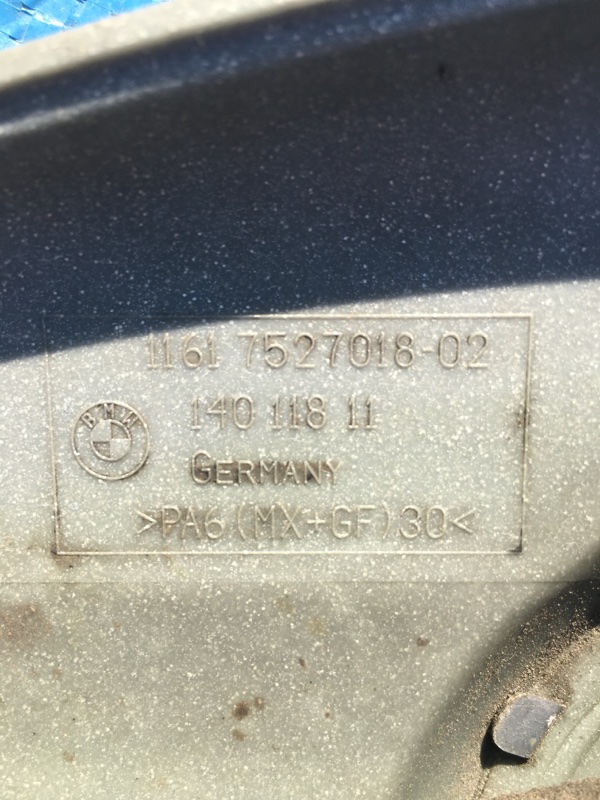 1161 7527018-02
140 118 11
BMW
GERMANY
>PA6(MX+GF)30<